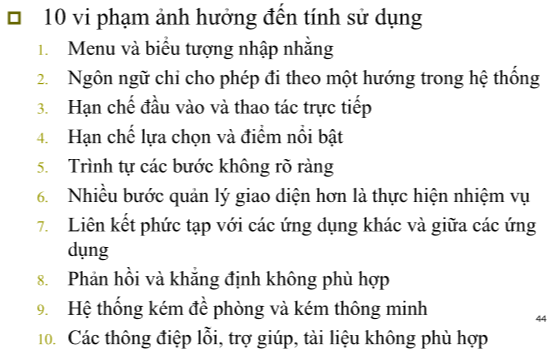 10 vi phạm ảnh hưởng đến tính sử dụng
1. Menu và biểu tượng nhập nhằng
2. Ngôn ngữ chỉ cho phép đi theo một hướng trong hệ thống
3. Hạn chế đầu vào và thao tác trực tiếp
4. Hạn chế lựa chọn và điểm nổi bật
5. Trình tự các bước không rõ ràng
6. Nhiều bước quản lý giao diện hơn là thực hiện nhiệm vụ
7. Liên kết phức tạp với các ứng dụng khác và giữa các ứng
dụng
8. Phản hồi và khẳng định không phù hợp
9. Hệ thống kém đề phòng và kém thông minh
44
10. Các thông điệp lỗi, trợ giúp, tài liệu không phù hợp